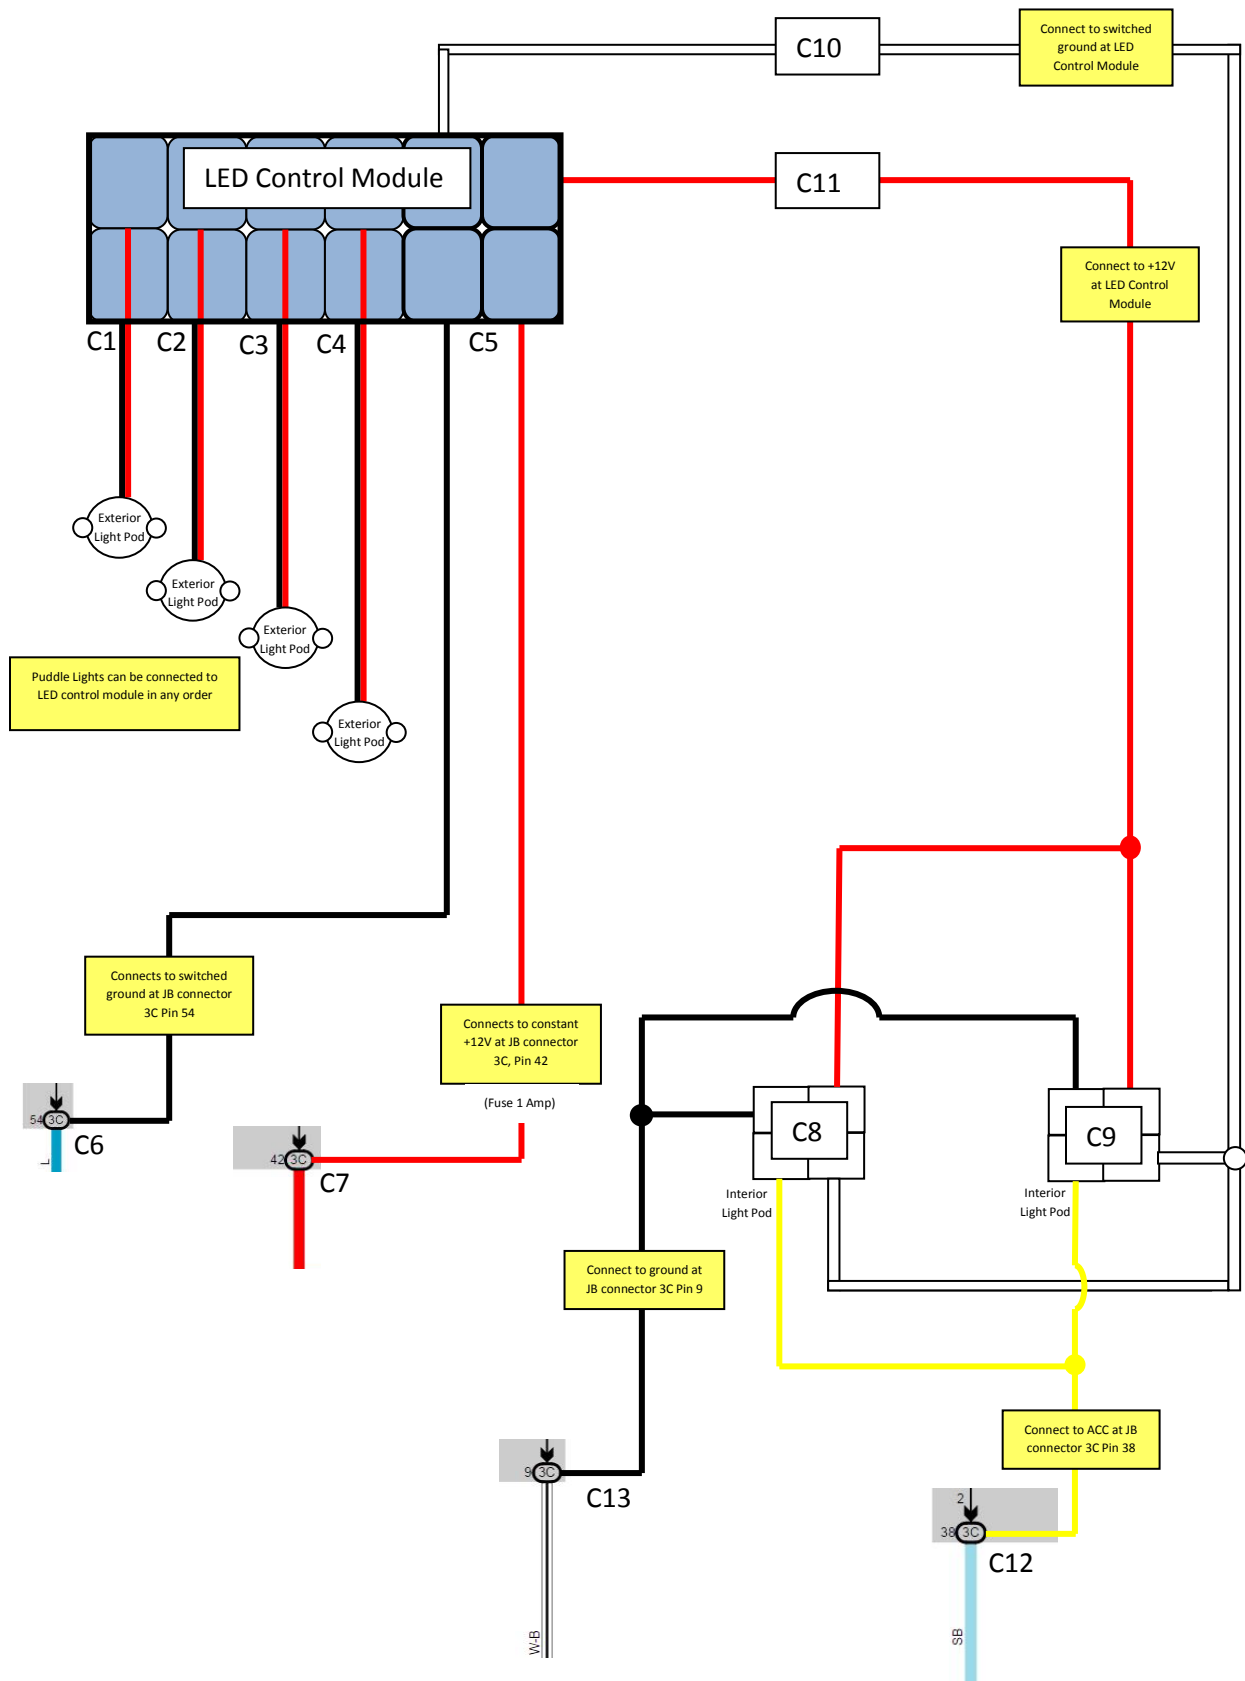 C10
Connect to switched
ground at LED
Control Module
LED Control Module
C11
Connect to +12V
at LED Control
Module
C1
C2
C3
C4
C5
Exterior
Light Pod
Exterior
Light Pod
Exterior
Light Pod
Exterior
Light Pod
Puddle Lights can be connected to
LED control module in any order
Connects to switched
ground at JB connector
3C Pin 54
Connects to constant
+12V at JB connector
3C, Pin 42
(Fuse 1 Amp)
54 3C
C6
L
42 3C
C7
C8
C9
Interior
Light Pod
Interior
Light Pod
Connect to ground at
JB connector 3C Pin 9
Connect to ACC at JB
connector 3C Pin 38
9 3C
C13
W-B
2
38 3C
C12
SB